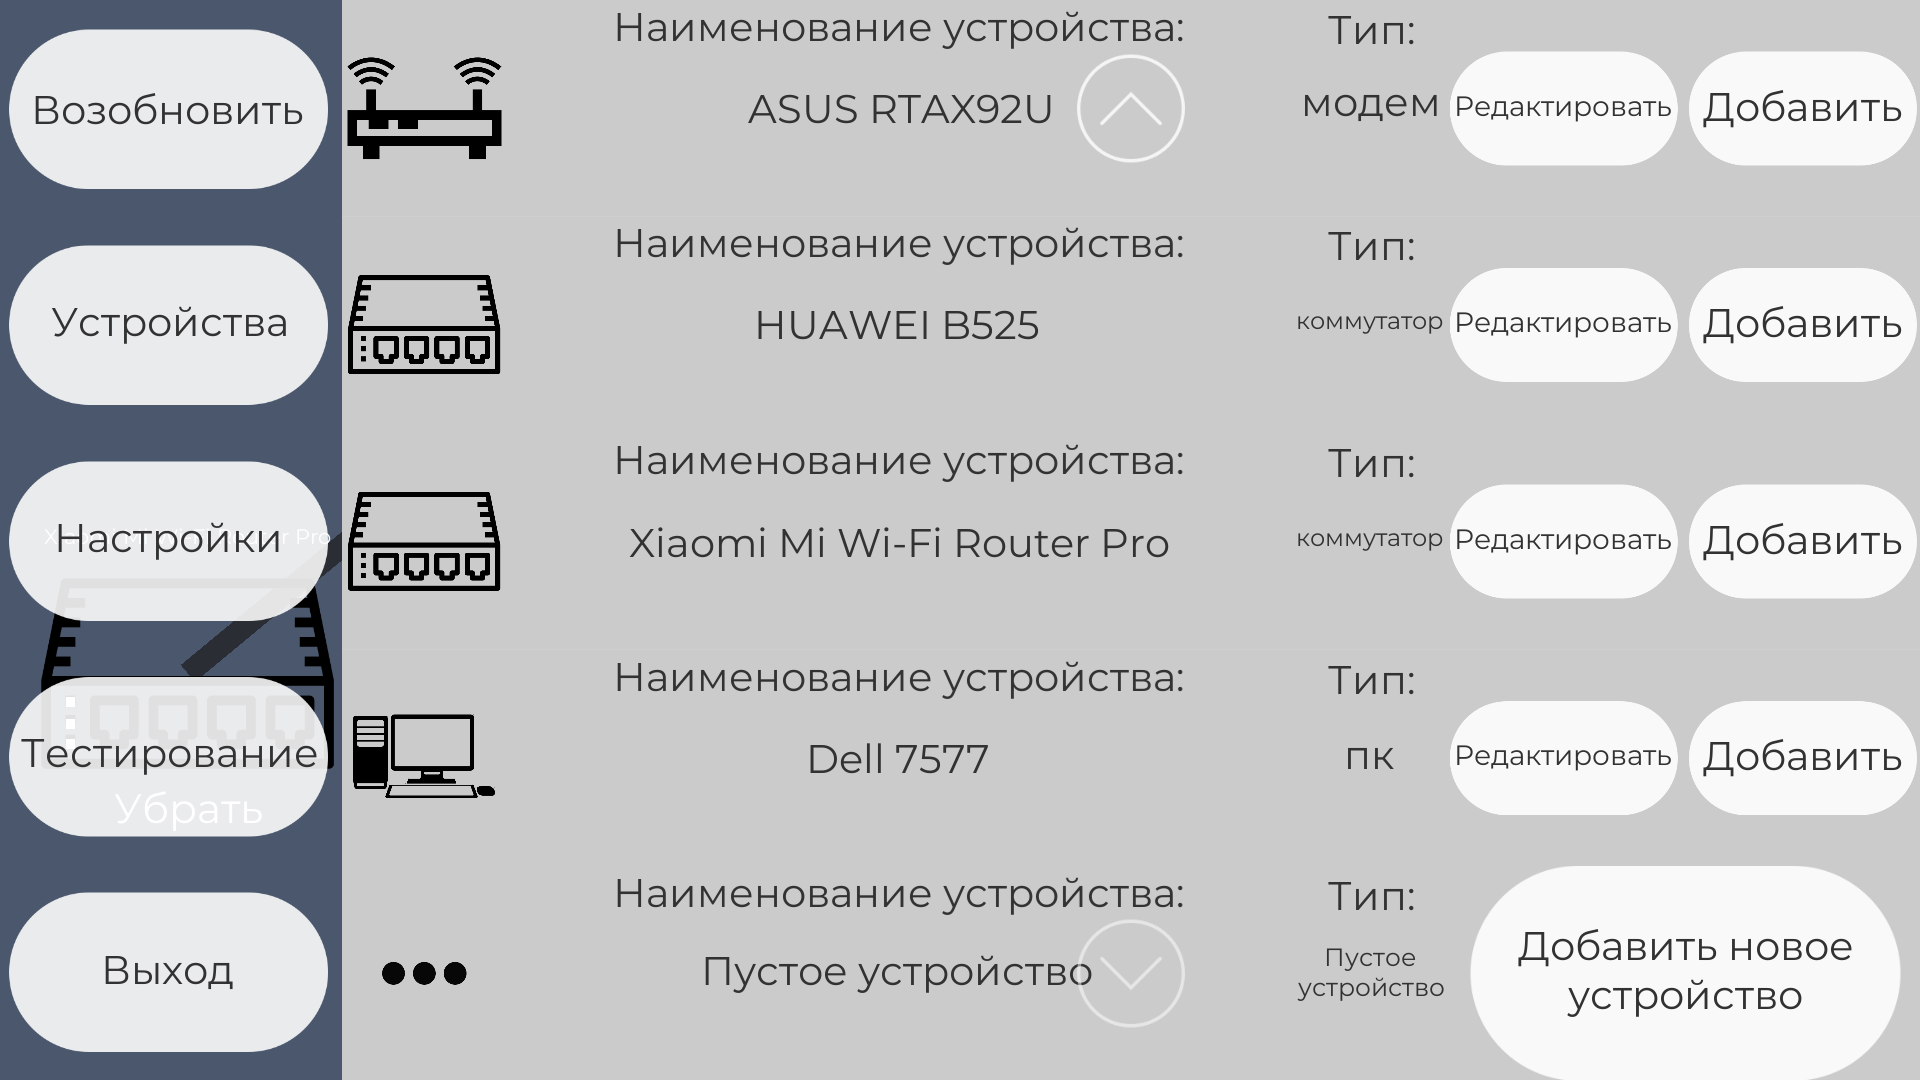 Возобновить
Устройства
Настройки
Тестирование
Убрать
Выход
Наименование устройства:
Тип:
ASUS RTAX92U
модем
Редактировать
Добавить
Наименование устройства:
Тип:
HUAWEI B525
коммутатор
Редактировать
Добавить
Наименование устройства:
Тип:
Xiaomi Mi Wi-Fi Router Pro
коммутатор
Редактировать
Добавить
Наименование устройства:
Тип:
Dell 7577
пк
Редактировать
Добавить
Наименование устройства:
Тип:
Пустое устройство
Пустое
устройство
Добавить новое
устройство